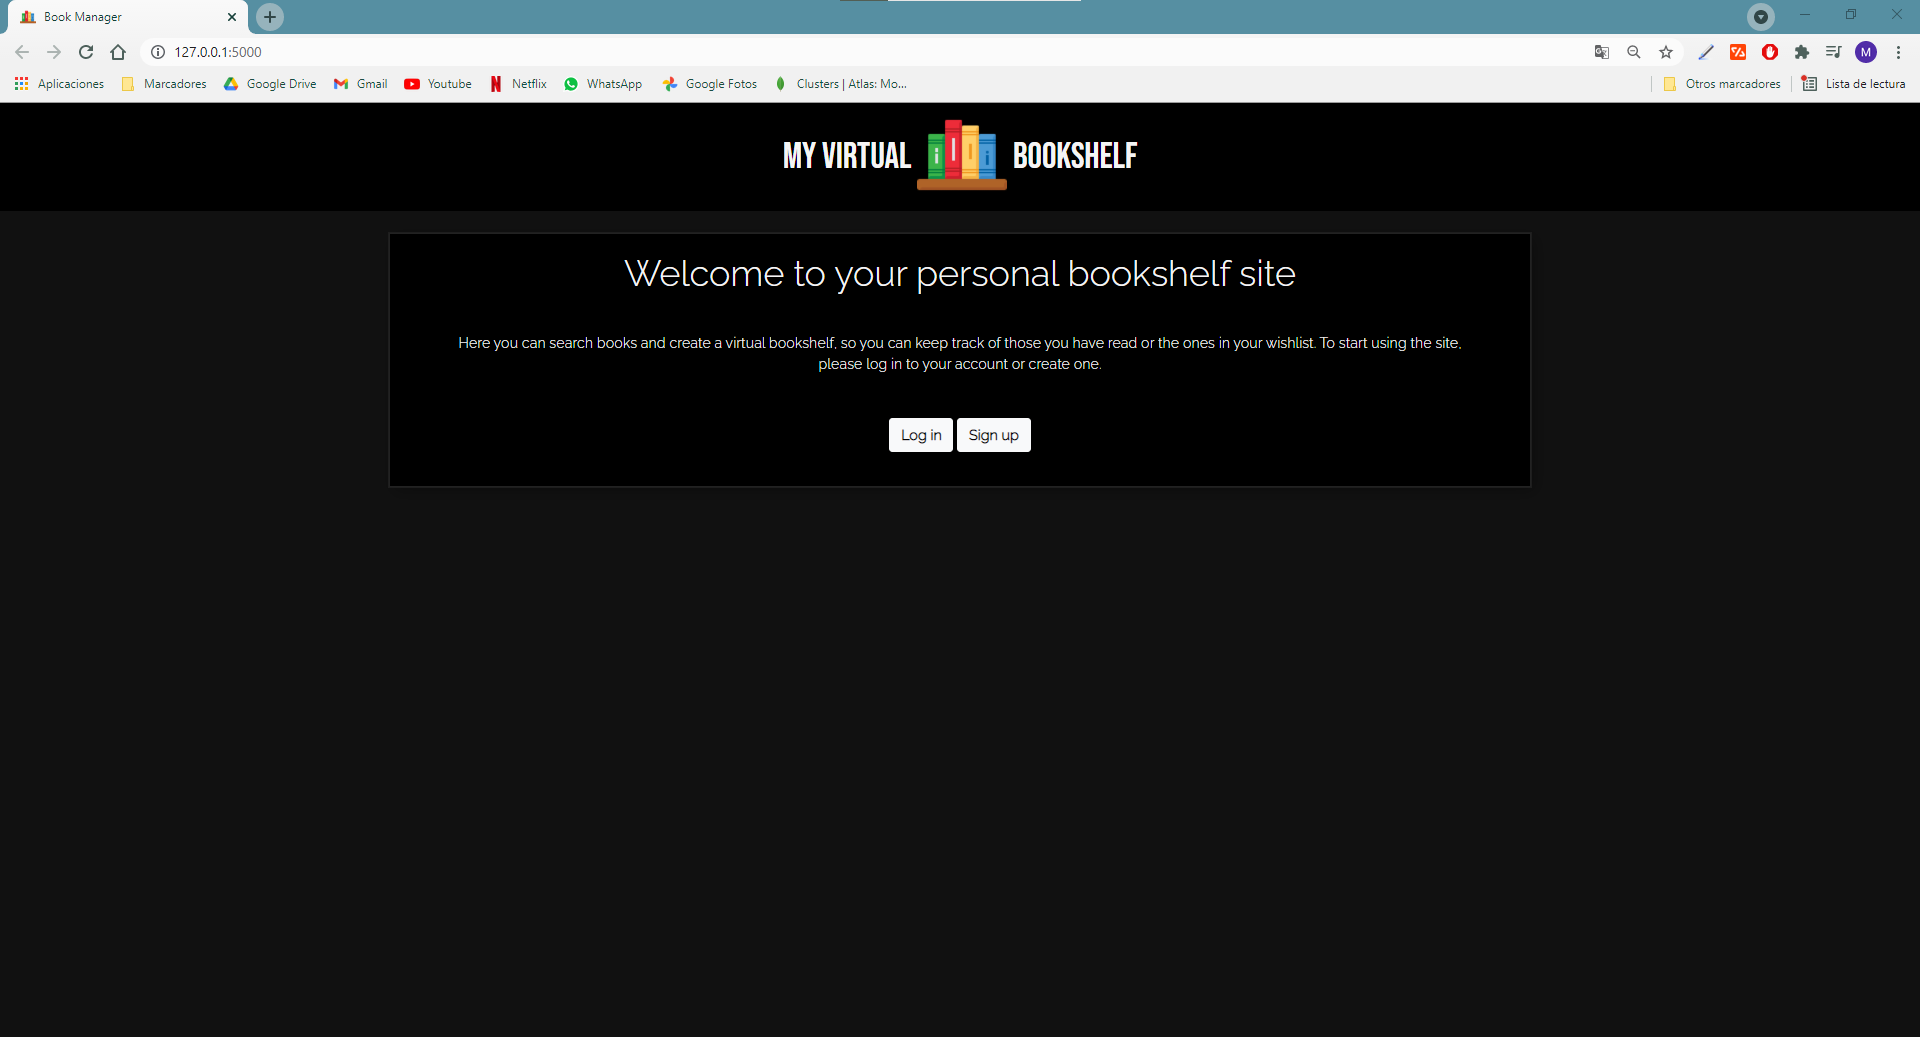 Book Manager
127.0.0.1:5000
M
Aplicaciones Marcadores Google Drive Gmail Youtube Netflix WhatsApp Google Fotos Clusters | Atlas: Mo... Otros marcadores Lista de lectura
MY VIRTUAL BOOKSHELF
Welcome to your personal bookshelf site
Here you can search books and create a virtual bookshelf, so you can keep track of those you have read or the ones in your wishlist. To start using the site,
please log in to your account or create one.
Log in Sign up